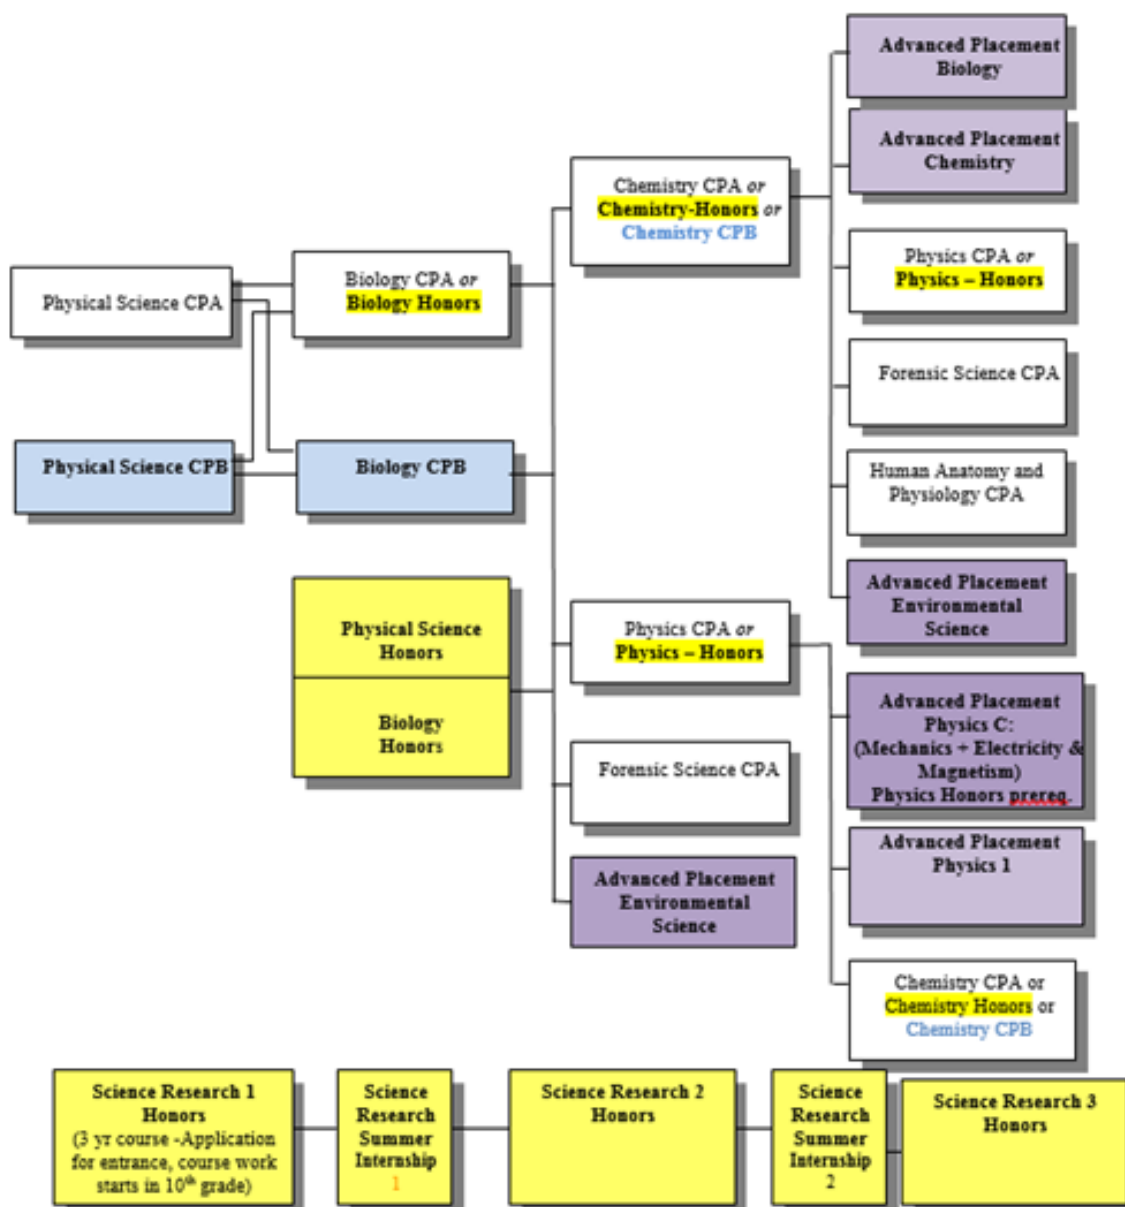 Physical Science CPA
Physical Science CPB
Biology CPA or
Biology Honors
Biology CPB
Physical Science
Honors
Biology
Honors
Chemistry CPA or
Chemistry-Honors or
Chemistry CPB
Physics CPA or
Physics – Honors
Forensic Science CPA
Advanced Placement
Environmental
Science
Advanced Placement
Biology
Advanced Placement
Chemistry
Physics CPA or
Physics – Honors
Forensic Science CPA
Human Anatomy and
Physiology CPA
Advanced Placement
Environmental
Science
Advanced Placement
Physics C:
(Mechanics + Electricity &
Magnetism)
Physics Honors prereq.
Advanced Placement
Physics 1
Chemistry CPA or
Chemistry Honors or
Chemistry CPB
Science Research 1
Honors
(3 yr course -Application
for entrance, course work
starts in 10th grade)
Science
Research
Summer
Internship
1
Science Research 2
Honors
Science
Research
Summer
Internship
2
Science Research 3
Honors